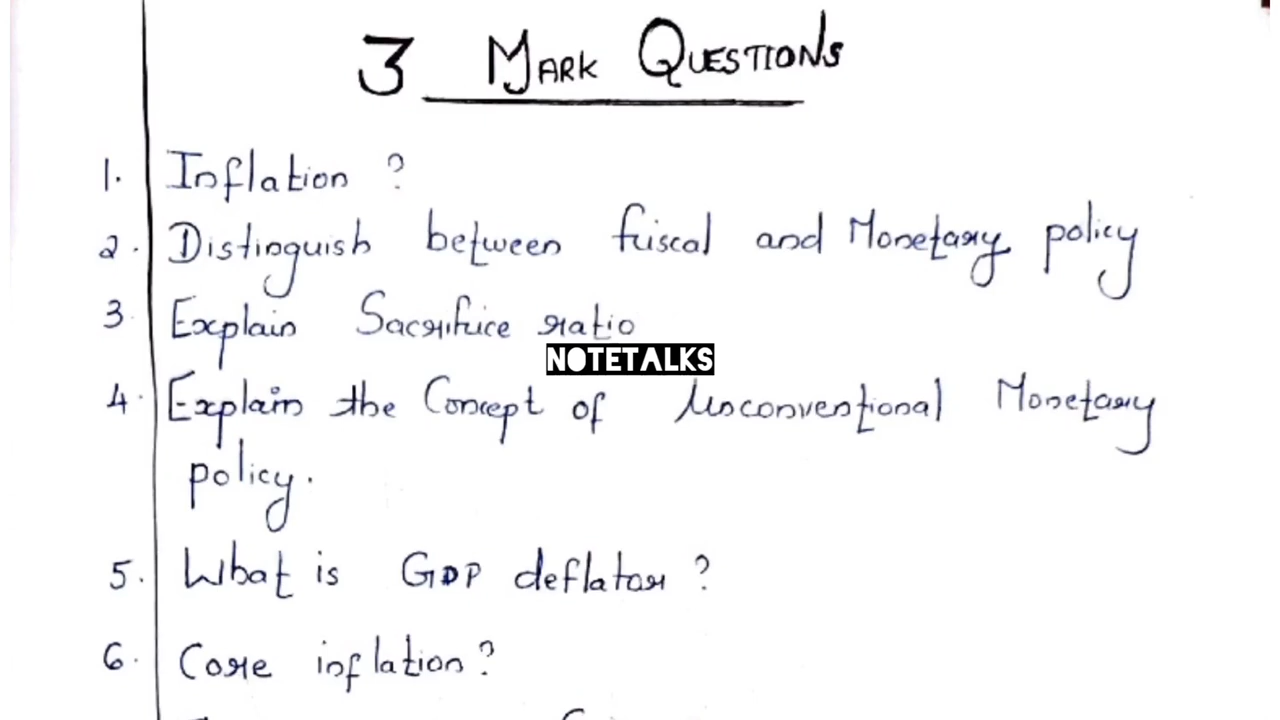 3 MARK QUESTIONS
1. Inflation ?
2. Distinguish between fiscal and Monetary policy
3. Explain Sacrifice ratio
NOTETALKS
4. Explain the Concept of Unconventional Monetary
policy.
5. What is GDP deflator ?
6. Core inflation?